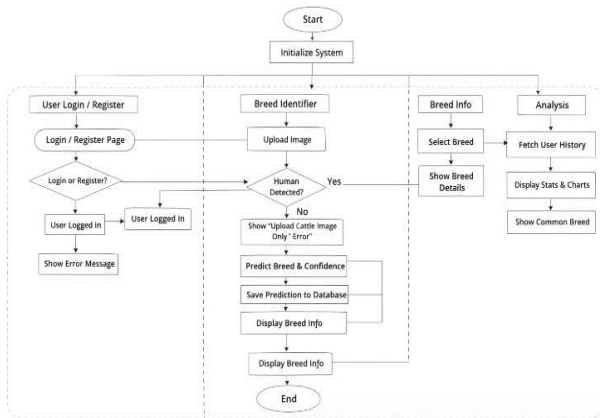 Start
Initialize System
User Login / Register
Breed Identifier
Breed Info
Analysis
Login / Register Page
Upload Image
Select Breed
Fetch User History
Login or Register?
Human
Detected?
Yes
Show Breed
Details
Display Stats & Charts
User Logged in
User Logged In
No
Show "Upload Cattle Image
Only" Error"
Show Common Breed
Show Error Message
Predict Breed & Confidence
Save Prediction to Database
Display Breed Info
Display Breed Info
End